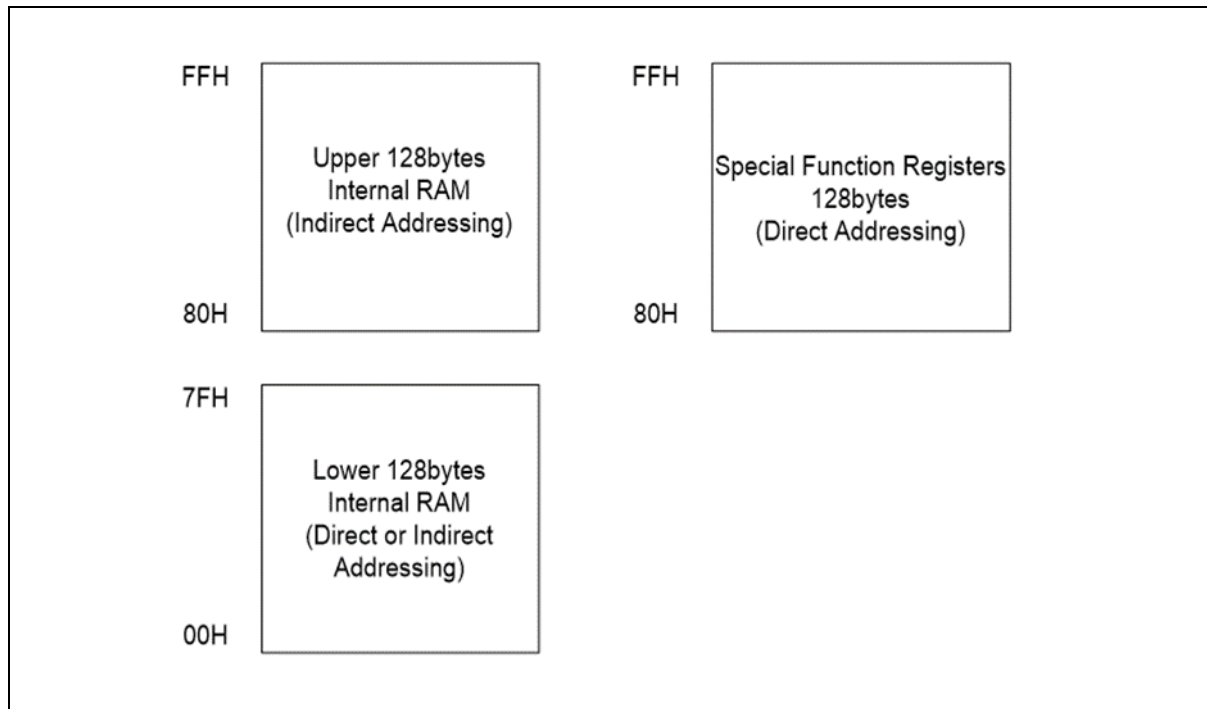 FFH
Upper 128bytes
Internal RAM
(Indirect Addressing)
80H
FFH
Special Function Registers
128bytes
(Direct Addressing)
80H
7FH
Lower 128bytes
Internal RAM
(Direct or Indirect
Addressing)
00H